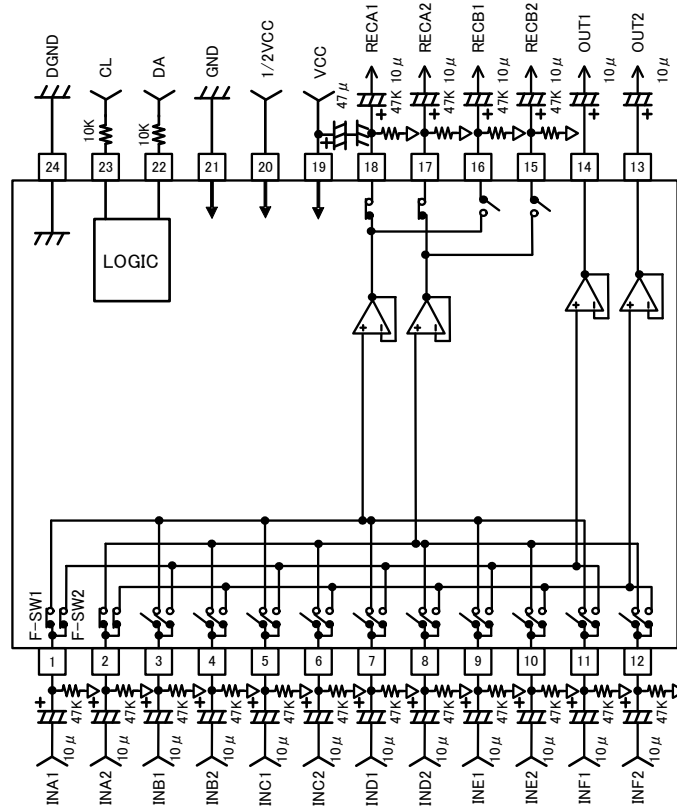 DGND CL DA GND 1/2VCC VCC RECA1 RECA2 RECB1 RECB2 OUT1 OUT2
10K 10K 47μ 10μ 10μ 10μ 10μ 10μ 10μ
47K 47K 47K 47K
+ + + + + + +
24 23 22 21 20 19 18 17 16 15 14 13
LOGIC
+ − + − + − + −
F-SW1
F-SW2
1 2 3 4 5 6 7 8 9 10 11 12
+ + + + + + + + + + + +
47K 47K 47K 47K 47K 47K 47K 47K 47K 47K 47K 47K
10μ 10μ 10μ 10μ 10μ 10μ 10μ 10μ 10μ 10μ 10μ 10μ
INA1 INA2 INB1 INB2 INC1 INC2 IND1 IND2 INE1 INE2 INF1 INF2